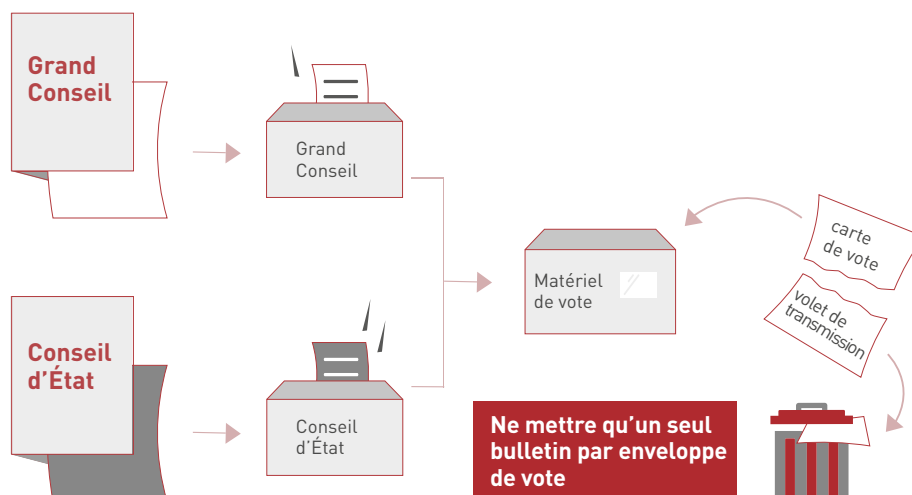 Grand
Conseil
Grand
Conseil
Conseil
d'État
Conseil
d'État
Matériel
de vote
carte
de vote
volet de
transmission
Ne mettre qu'un seul
bulletin par enveloppe
de vote